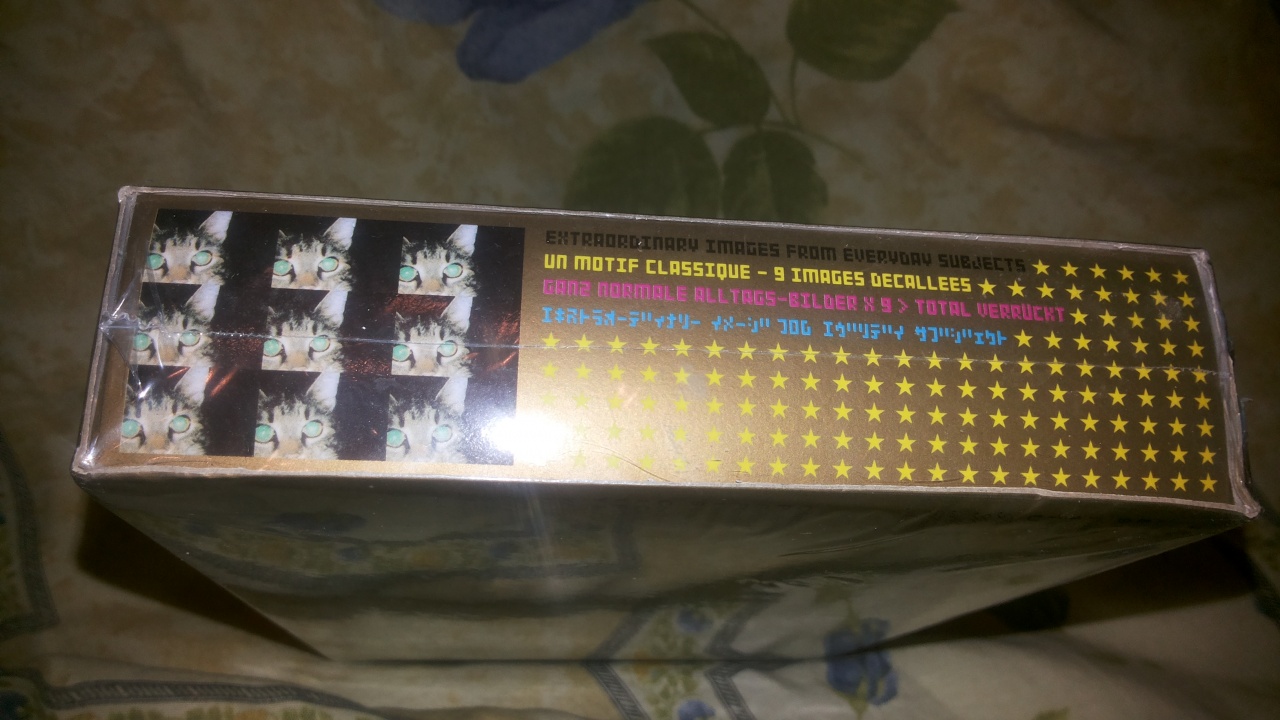 EXTRAORDINARY IMAGES FROM EVERYDAY SUBJECTS
UN MOTIF CLASSIQUE - 9 IMAGES DECALLEES
GANZ NORMALE ALLTAGS-BILDER X 9 > TOTAL VERRÜCKT
エキストラオーディナリー イメージ フロム エヴリデイ サブジェクト